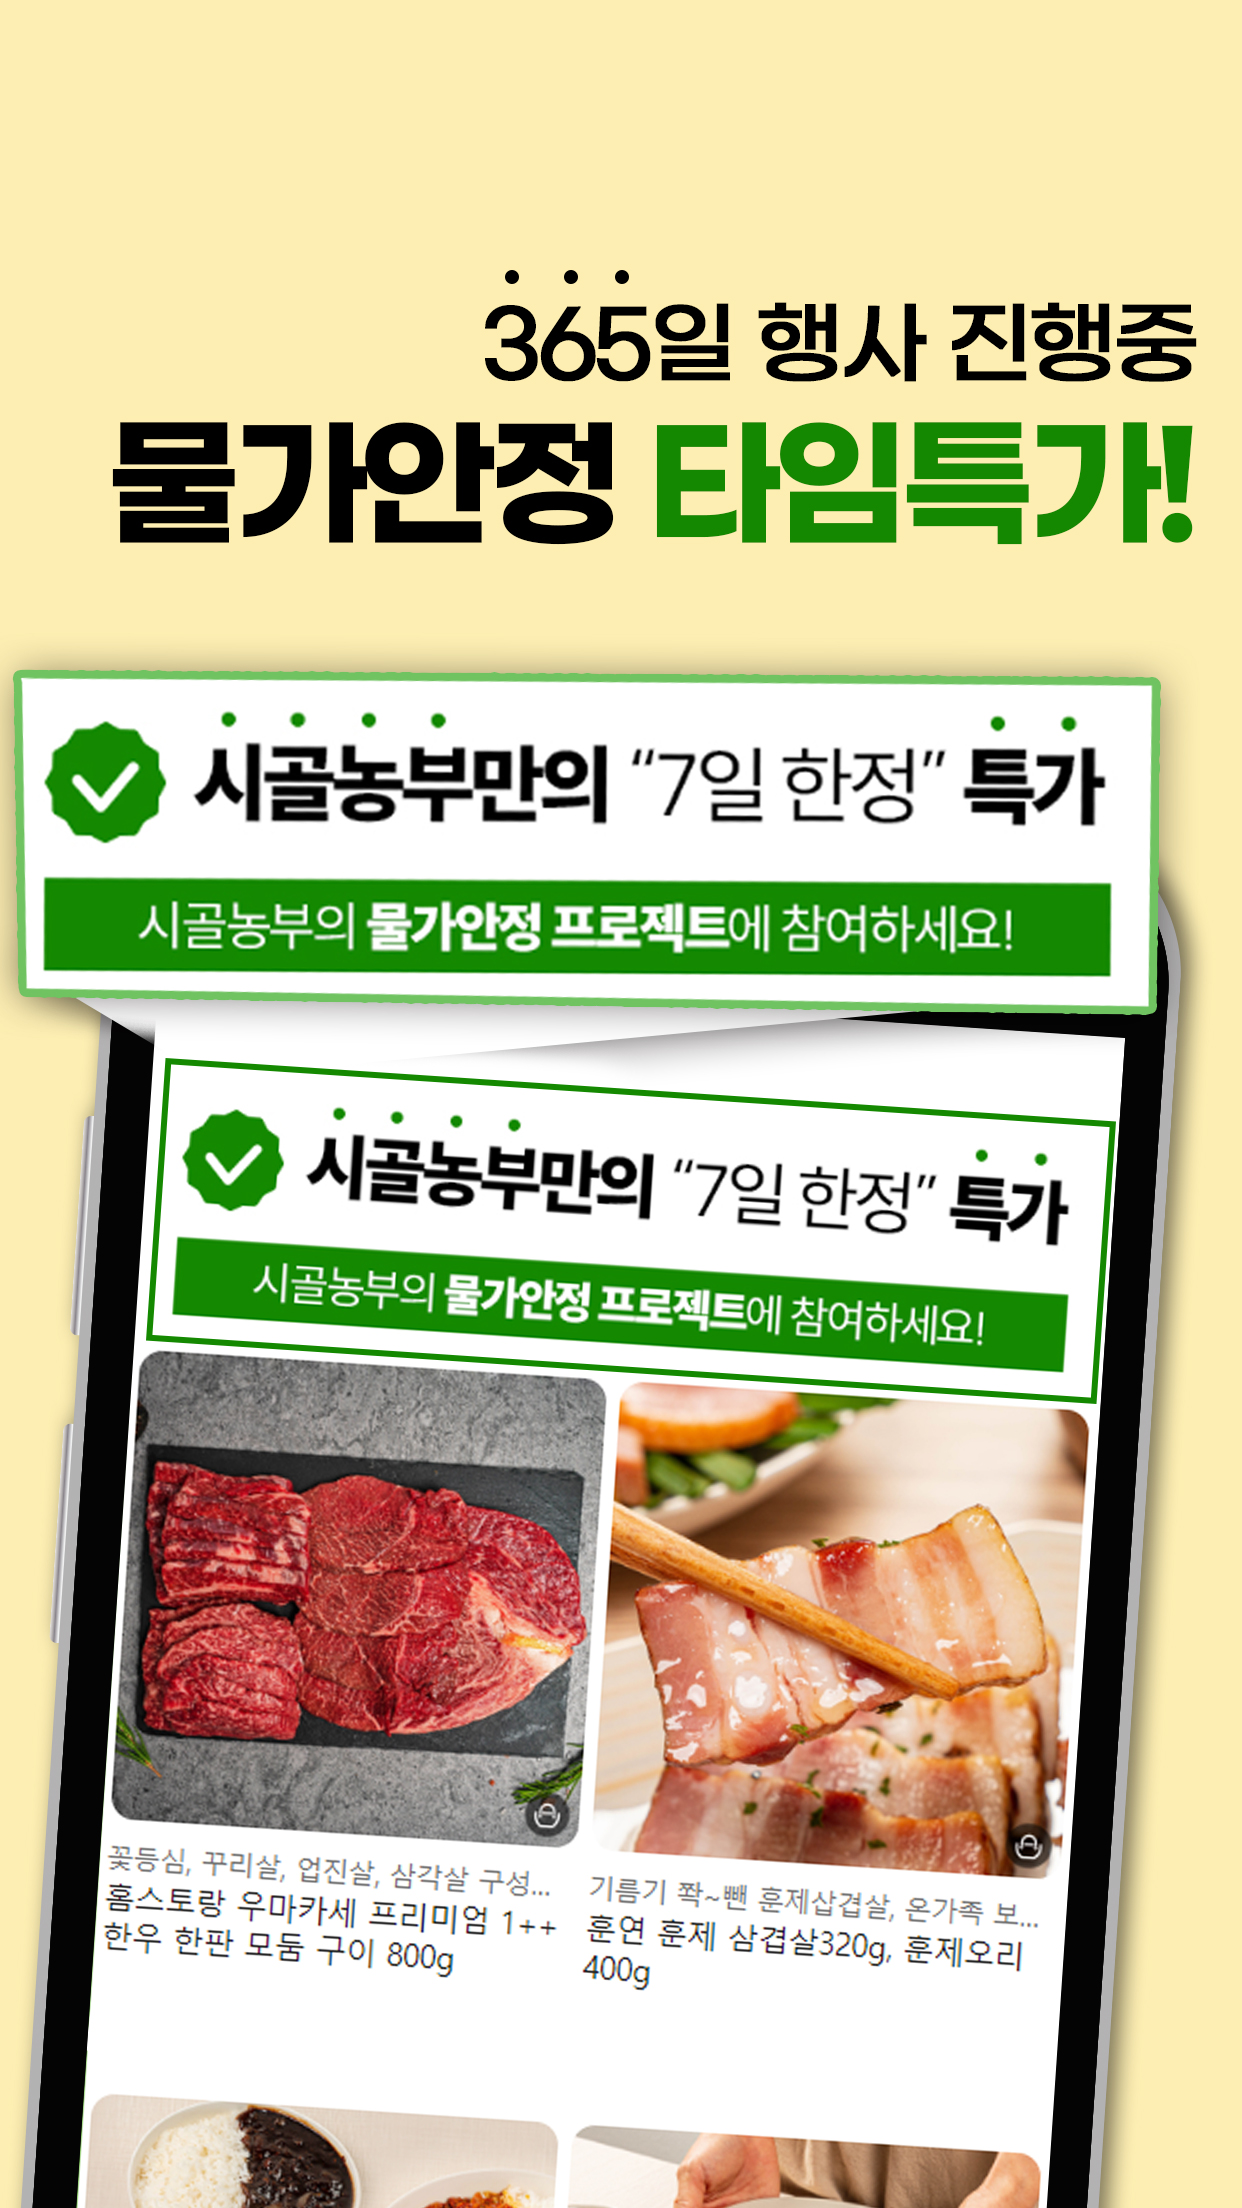 365일 행사 진행중
물가안정 타임특가!
시골농부만의 “7일 한정” 특가
시골농부의 물가안정 프로젝트에 참여하세요!
시골농부만의 “7일 한정” 특가
시골농부의 물가안정 프로젝트에 참여하세요!
꽃등심, 꾸리살, 업진살, 삼각살 구성...
홈스토랑 우마카세 프리미엄 1++
한우 한판 모둠 구이 800g
기름기 쫙~뺀 훈제삼겹살, 온가족 보...
훈연 훈제 삼겹살320g, 훈제오리
400g